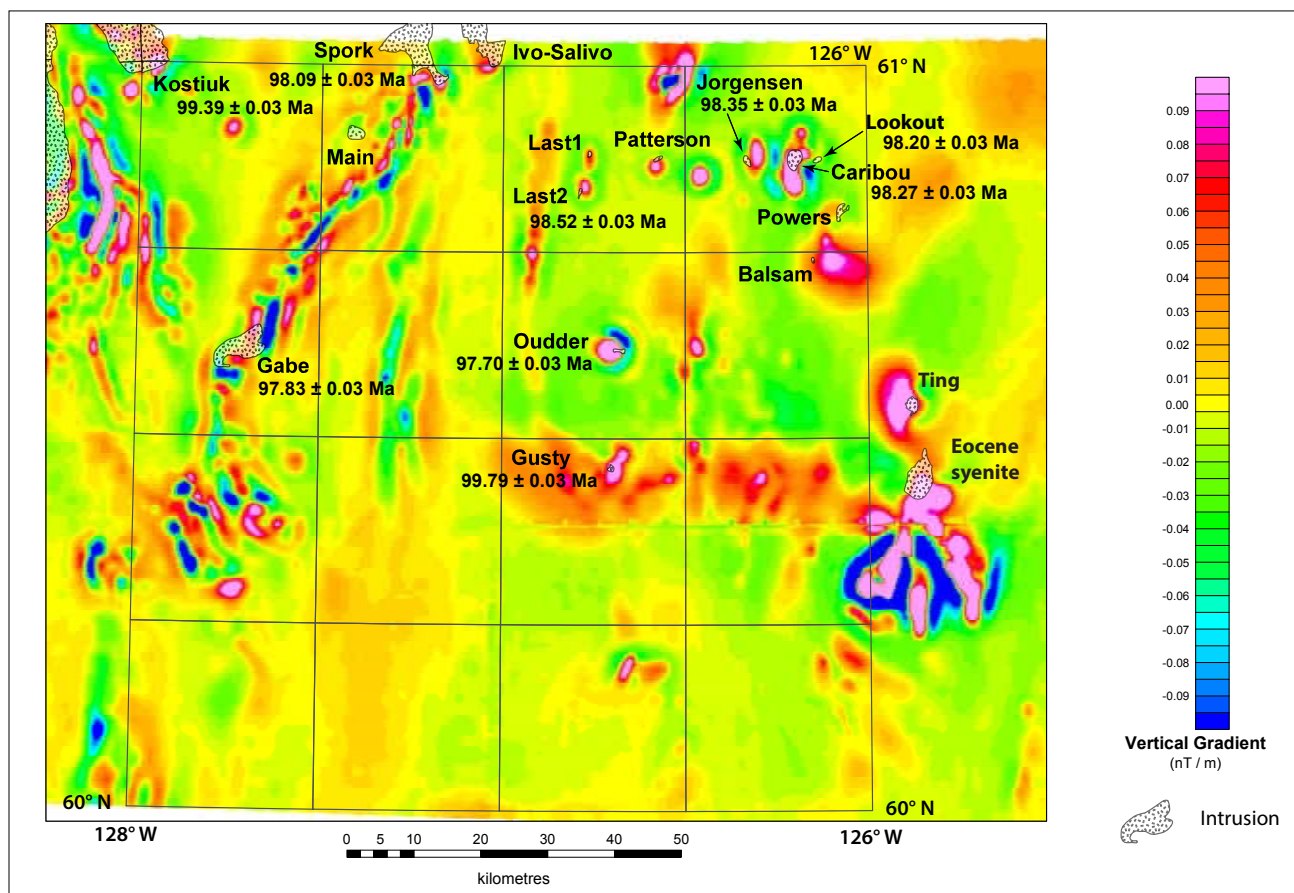 Spork
Ivo-Salivo
126° W
61° N
Kostiuk
98.09 ± 0.03 Ma
99.39 ± 0.03 Ma
Jorgensen
98.35 ± 0.03 Ma
Lookout
98.20 ± 0.03 Ma
Main
Last1
Patterson
Caribou
98.27 ± 0.03 Ma
Last2
98.52 ± 0.03 Ma
Powers
Balsam
Oudder
97.70 ± 0.03 Ma
Gabe
97.83 ± 0.03 Ma
Ting
Gusty
99.79 ± 0.03 Ma
Eocene
syenite
60° N
60° N
128° W
126° W
0 5 10 20 30 40 50
kilometres
0.09
0.08
0.07
0.06
0.05
0.04
0.03
0.02
0.01
0.00
-0.01
-0.02
-0.03
-0.04
-0.05
-0.06
-0.07
-0.08
-0.09
Vertical Gradient
(nT / m)
Intrusion